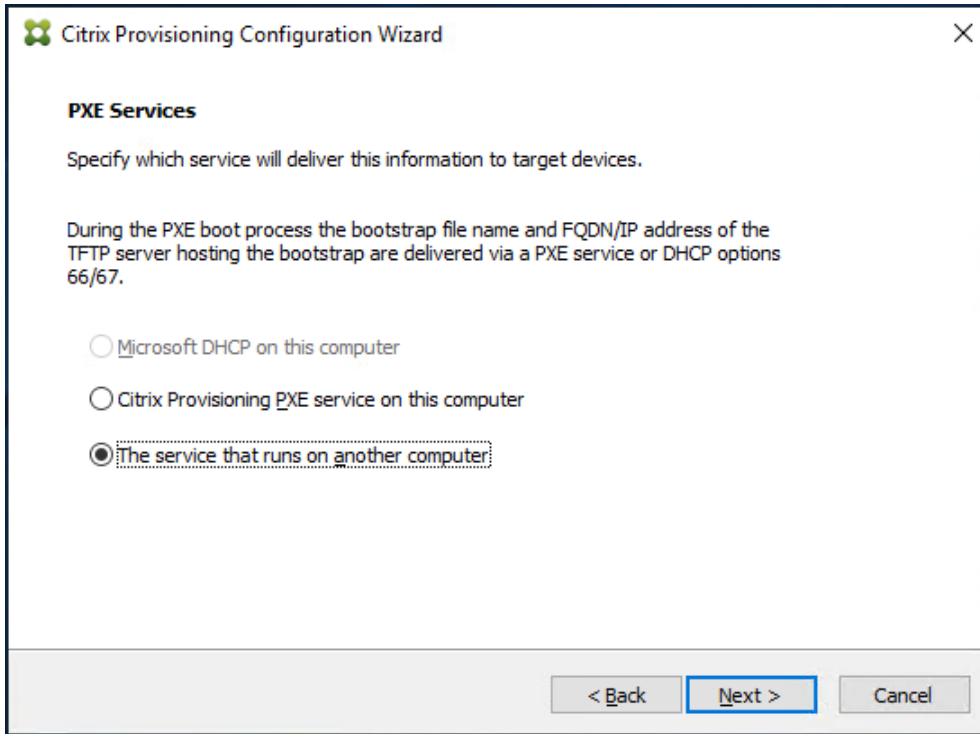 Citrix Provisioning Configuration Wizard
PXE Services
Specify which service will deliver this information to target devices.
During the PXE boot process the bootstrap file name and FQDN/IP address of the
TFTP server hosting the bootstrap are delivered via a PXE service or DHCP options
66/67.
Microsoft DHCP on this computer
Citrix Provisioning PXE service on this computer
The service that runs on another computer
< Back
Next >
Cancel